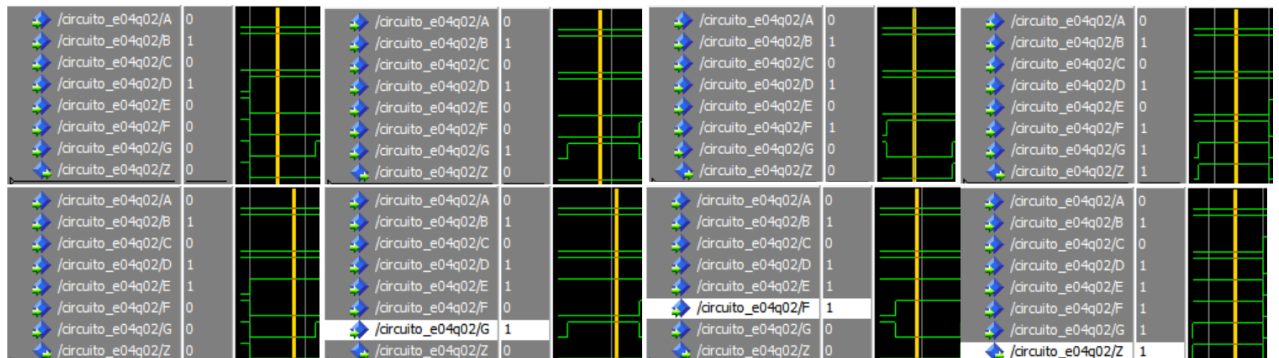 /circuito_e04q02/A 0
/circuito_e04q02/B 1
/circuito_e04q02/C 0
/circuito_e04q02/D 1
/circuito_e04q02/E 0
/circuito_e04q02/F 0
/circuito_e04q02/G 0
/circuito_e04q02/Z 0
/circuito_e04q02/A 0
/circuito_e04q02/B 1
/circuito_e04q02/C 0
/circuito_e04q02/D 1
/circuito_e04q02/E 0
/circuito_e04q02/F 0
/circuito_e04q02/G 1
/circuito_e04q02/Z 0
/circuito_e04q02/A 0
/circuito_e04q02/B 1
/circuito_e04q02/C 0
/circuito_e04q02/D 1
/circuito_e04q02/E 0
/circuito_e04q02/F 1
/circuito_e04q02/G 0
/circuito_e04q02/Z 0
/circuito_e04q02/A 0
/circuito_e04q02/B 1
/circuito_e04q02/C 0
/circuito_e04q02/D 1
/circuito_e04q02/E 0
/circuito_e04q02/F 1
/circuito_e04q02/G 1
/circuito_e04q02/Z 1
/circuito_e04q02/A 0
/circuito_e04q02/B 1
/circuito_e04q02/C 0
/circuito_e04q02/D 1
/circuito_e04q02/E 1
/circuito_e04q02/F 0
/circuito_e04q02/G 0
/circuito_e04q02/Z 0
/circuito_e04q02/A 0
/circuito_e04q02/B 1
/circuito_e04q02/C 0
/circuito_e04q02/D 1
/circuito_e04q02/E 1
/circuito_e04q02/F 0
/circuito_e04q02/G 1
/circuito_e04q02/Z 0
/circuito_e04q02/A 0
/circuito_e04q02/B 1
/circuito_e04q02/C 0
/circuito_e04q02/D 1
/circuito_e04q02/E 1
/circuito_e04q02/F 1
/circuito_e04q02/G 0
/circuito_e04q02/Z 0
/circuito_e04q02/A 0
/circuito_e04q02/B 1
/circuito_e04q02/C 0
/circuito_e04q02/D 1
/circuito_e04q02/E 1
/circuito_e04q02/F 1
/circuito_e04q02/G 1
/circuito_e04q02/Z 1